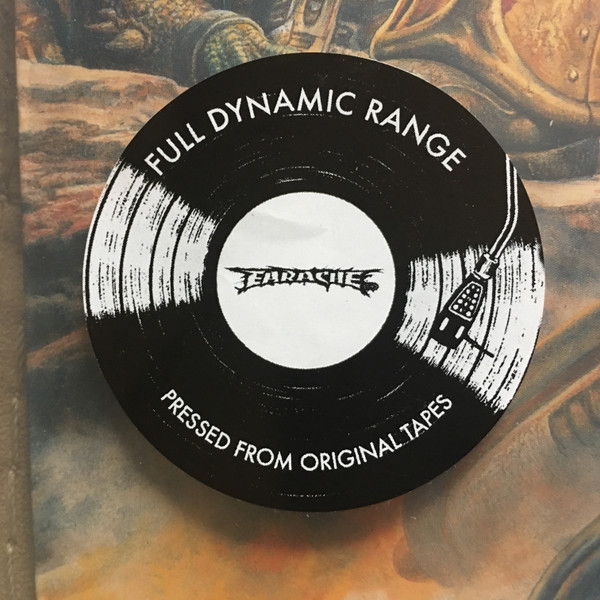 FULL DYNAMIC RANGE
EARACHE
PRESSED FROM ORIGINAL TAPES